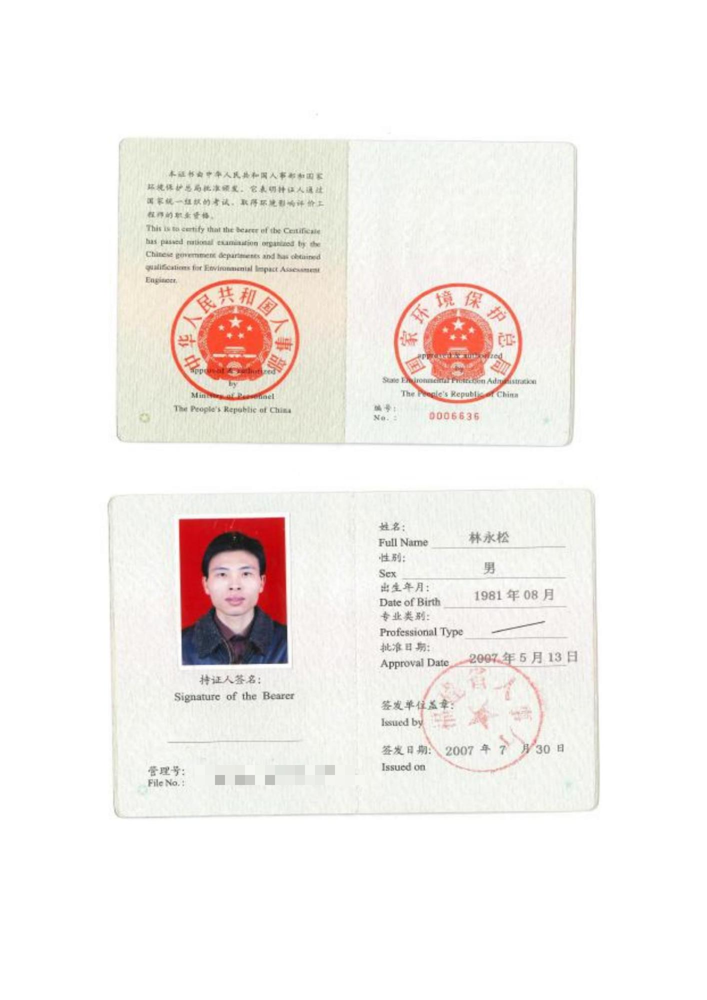 本证书由中华人民共和国人事部和国家
环境保护总局批准颁发。它表明持证人通过
国家统一组织的考试，取得环境影响评价工
程师的职业资格。
This is to certify that the bearer of the Certificate
has passed national examination organized by the
Chinese government departments and has obtained
qualifications for Environmental Impact Assessment
Engineer.
中华人民共和国人事部
approved & authorized
by
Ministry of Personnel
The People's Republic of China
国家环境保护总局
approved & authorized
by
State Environmental Protection Administration
The People's Republic of China
编号:
No. : 0006636
持证人签名:
Signature of the Bearer
管理号:
File No. :
姓名:
Full Name 林永松
性别:
Sex 男
出生年月:
Date of Birth 1981 年 08 月
专业类别:
Professional Type
批准日期:
Approval Date 2007 年 5 月 13 日
签发单位盖章:
Issued by
福建省人事厅
签发日期: 2007 年 7 月 30 日
Issued on